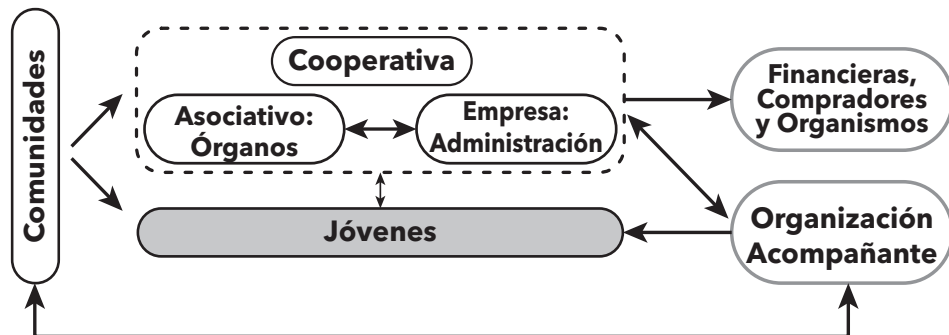 Comunidades
Cooperativa
Asociativo:
Órganos
Empresa:
Administración
Financieras,
Compradores
y Organismos
Jóvenes
Organización
Acompañante